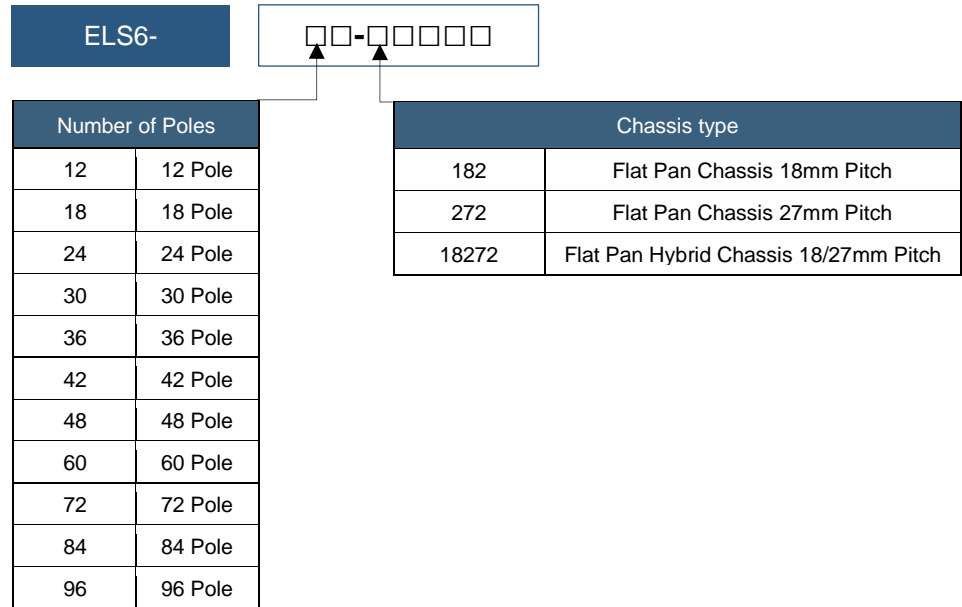 ELS6- □□-□□□□□
Number of Poles
12 12 Pole
18 18 Pole
24 24 Pole
30 30 Pole
36 36 Pole
42 42 Pole
48 48 Pole
60 60 Pole
72 72 Pole
84 84 Pole
96 96 Pole
Chassis type
182 Flat Pan Chassis 18mm Pitch
272 Flat Pan Chassis 27mm Pitch
18272 Flat Pan Hybrid Chassis 18/27mm Pitch